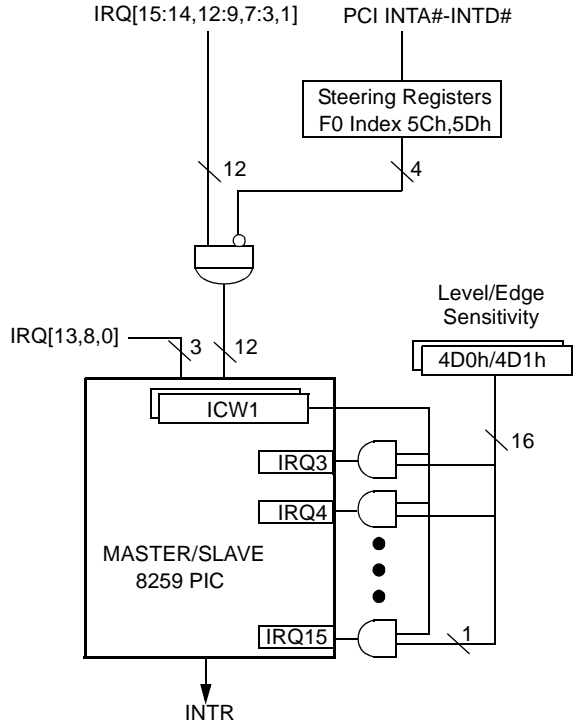 IRQ[15:14,12:9,7:3,1]
PCI INTA#-INTD#
Steering Registers
F0 Index 5Ch,5Dh
12
4
Level/Edge
Sensitivity
4D0h/4D1h
IRQ[13,8,0]
3
12
ICW1
16
IRQ3
IRQ4
MASTER/SLAVE
8259 PIC
IRQ15
1
INTR